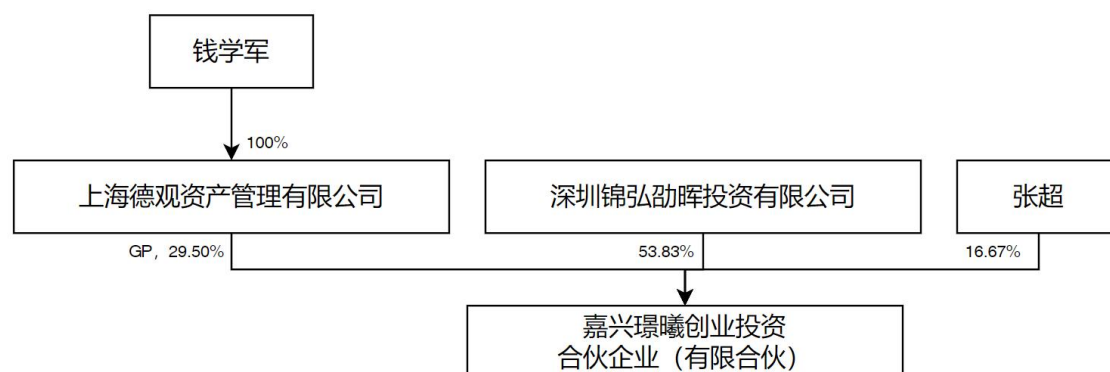 钱学军
100%
上海德观资产管理有限公司
深圳锦弘劭晖投资有限公司
张超
GP，29.50%
53.83%
16.67%
嘉兴璟曦创业投资
合伙企业（有限合伙）